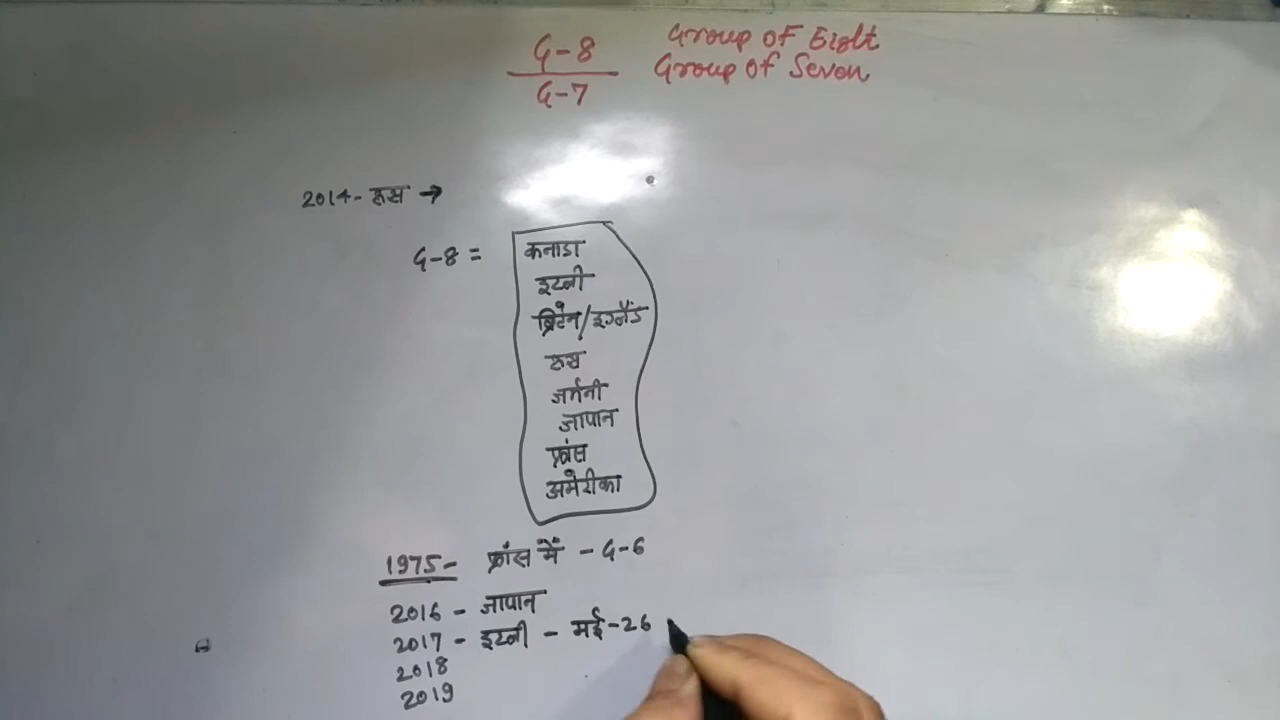 G-8 Group of Eight
G-7 Group of Seven
2014- रूस →
G-8 =
कनाडा
इटली
ब्रिटेन/इग्लैंड
रूस
जर्मनी
जापान
फ्रांस
अमेरीका
1975- फ्रांस में - G-6
2016 - जापान
2017 - इटली - मई-26
2018
2019